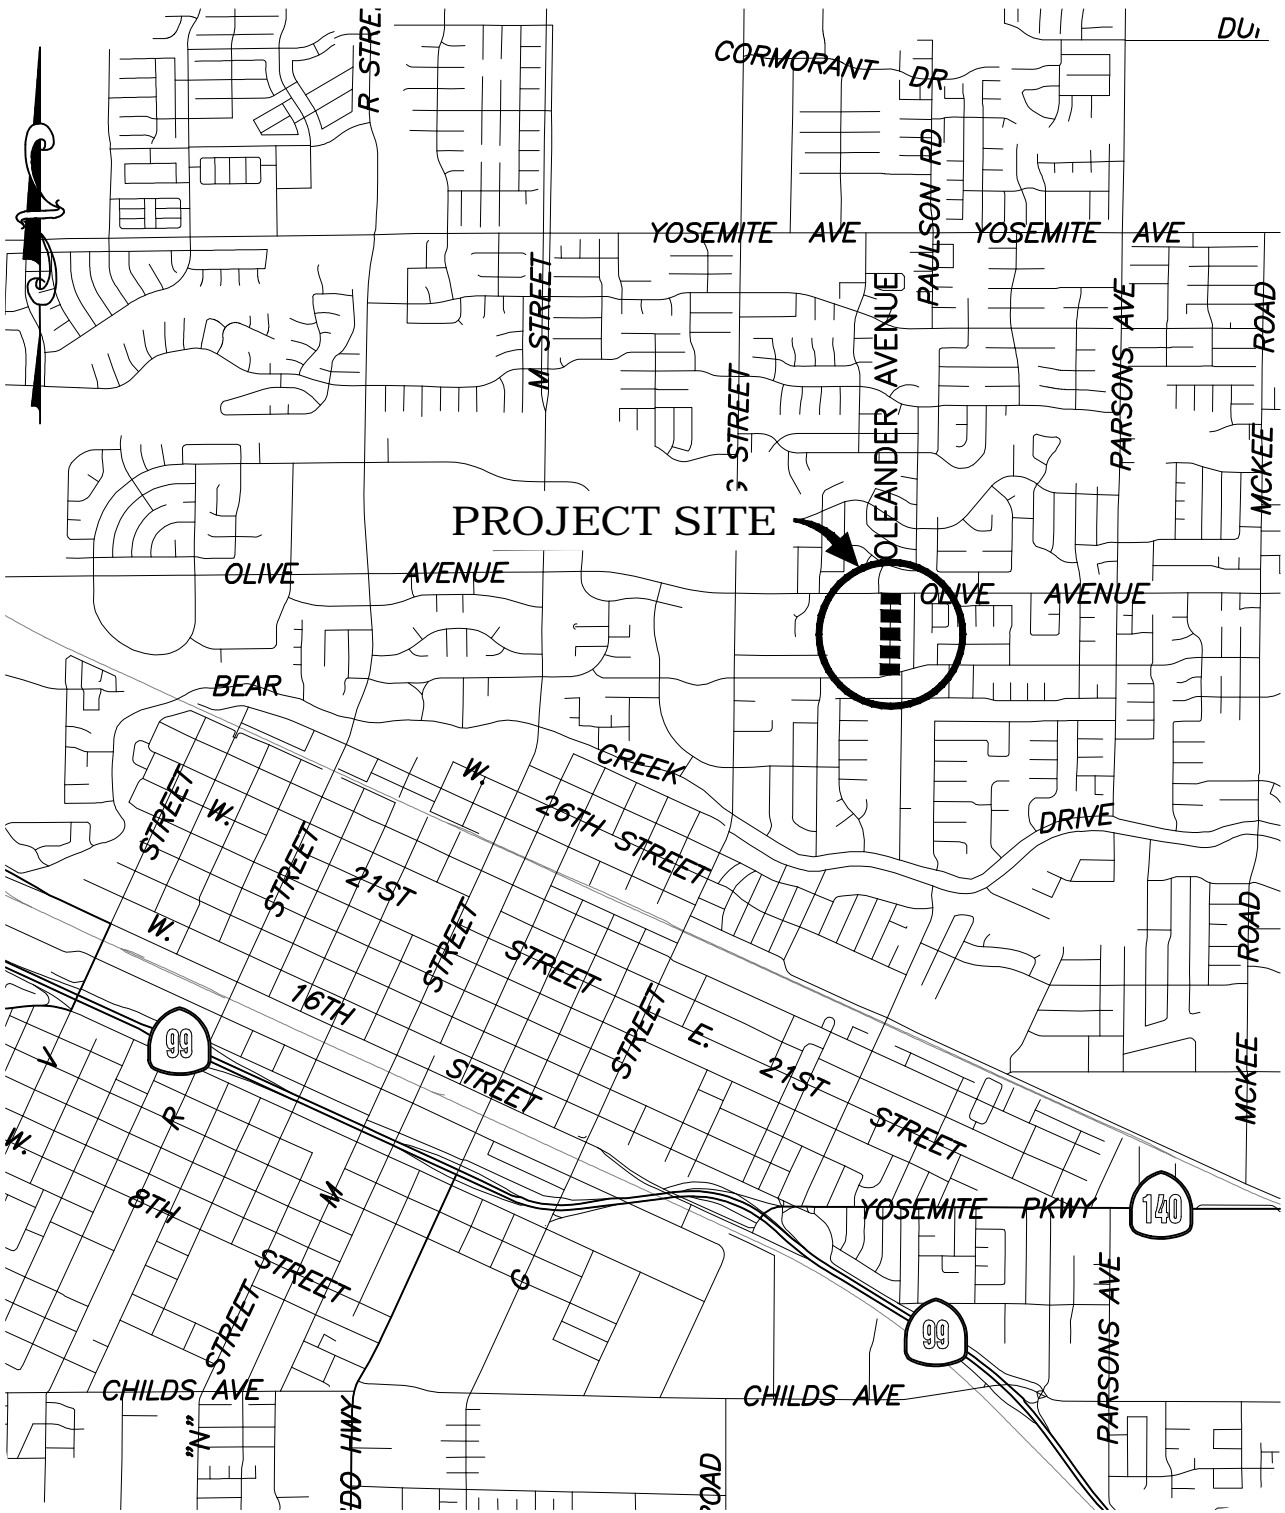 R STRE
CORMORANT DR
PAULSON RD
YOSEMITE AVE
YOSEMITE AVE
M STREET
OLEANDER AVENUE
PARSONS AVE
MCKEE ROAD
STREET
PROJECT SITE
OLIVE AVENUE
OLIVE AVENUE
BEAR
CREEK
DRIVE
W.
26TH STREET
STREET
W.
21ST
STREET
STREET
STREET
STREET
W.
16TH
STREET
E.
21ST
STREET
MCKEE ROAD
99
V
R
M
G
W.
8TH
STREET
STREET
"N"
YOSEMITE PKWY
140
99
PARSONS AVE
CHILDS AVE
CHILDS AVE
HWY